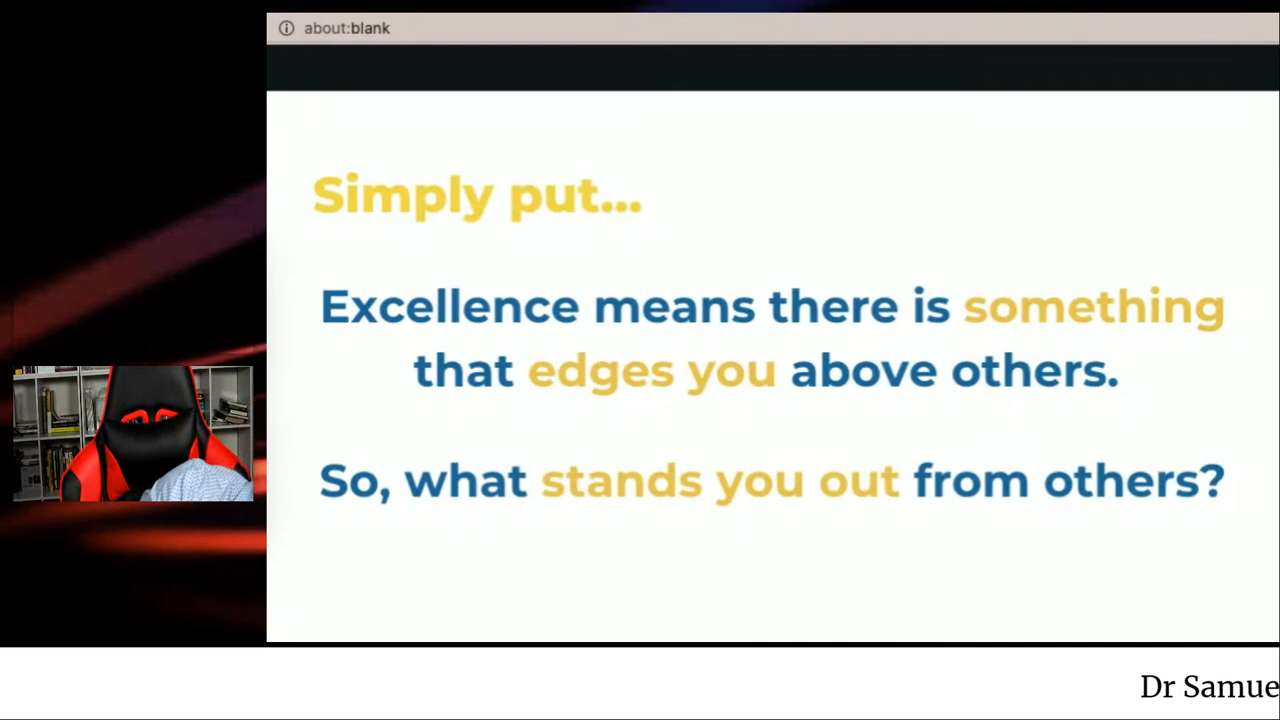 about:blank
Simply put...
Excellence means there is something
that edges you above others.
So, what stands you out from others?
Dr Samue